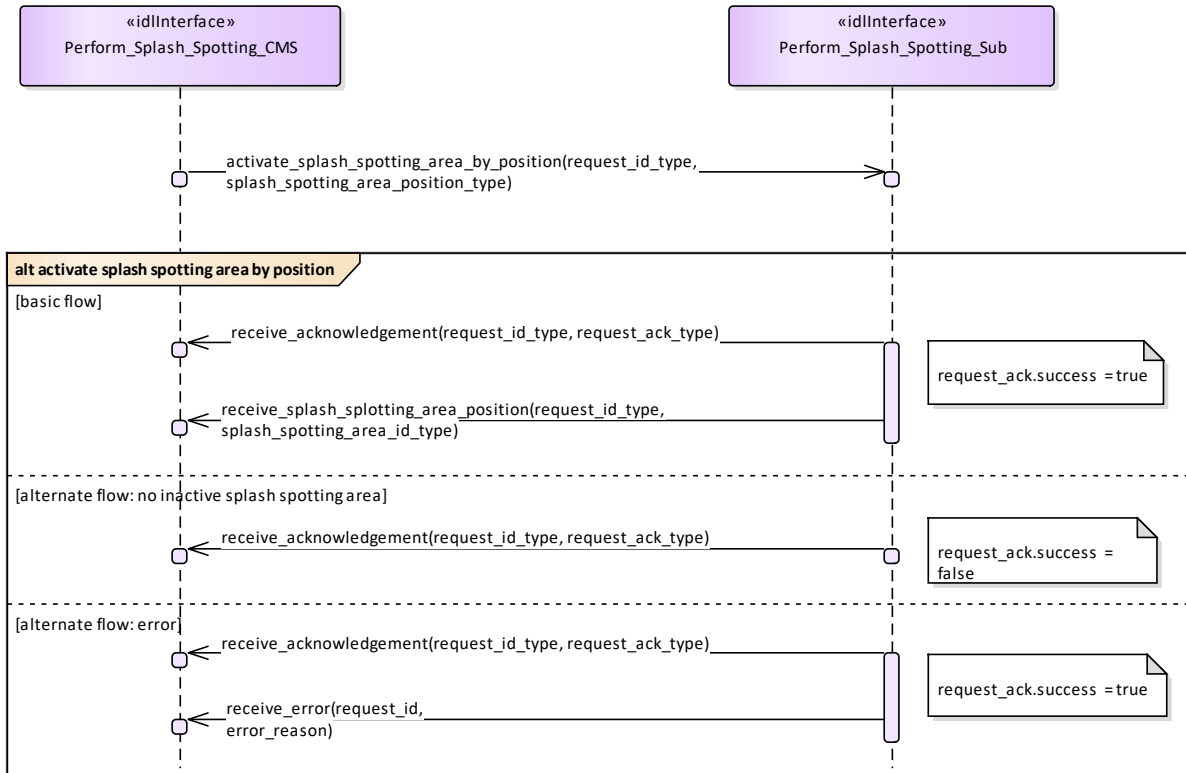 «idlInterface»
Perform_Splash_Spotting_CMS
«idlInterface»
Perform_Splash_Spotting_Sub
activate_splash_spotting_area_by_position(request_id_type,
splash_spotting_area_position_type)
alt activate splash spotting area by position
[basic flow]
receive_acknowledgement(request_id_type, request_ack_type)
request_ack.success = true
receive_splash_splotting_area_position(request_id_type,
splash_spotting_area_id_type)
[alternate flow: no inactive splash spotting area]
receive_acknowledgement(request_id_type, request_ack_type)
request_ack.success =
false
[alternate flow: error]
receive_acknowledgement(request_id_type, request_ack_type)
request_ack.success = true
receive_error(request_id,
error_reason)